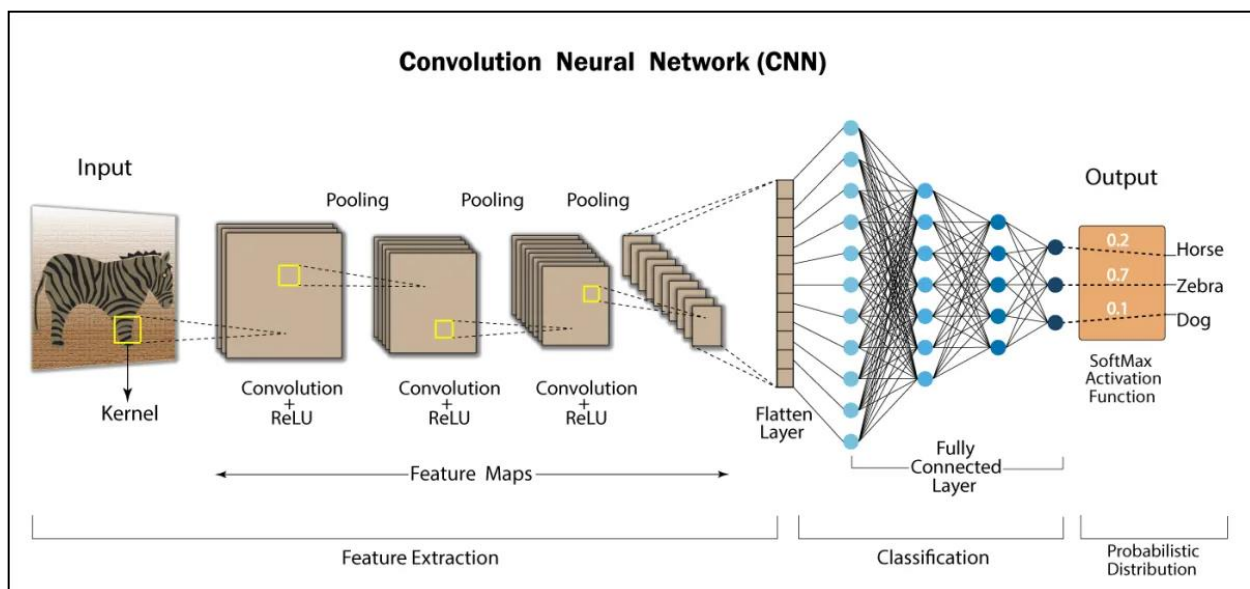 Convolution Neural Network (CNN)
Input
Kernel
Pooling
Pooling
Pooling
Convolution
+
ReLU
Convolution
+
ReLU
Convolution
+
ReLU
Feature Maps
Flatten
Layer
Fully
Connected
Layer
Output
0.2
Horse
0.7
Zebra
0.1
Dog
SoftMax
Activation
Function
Feature Extraction
Classification
Probabilistic
Distribution